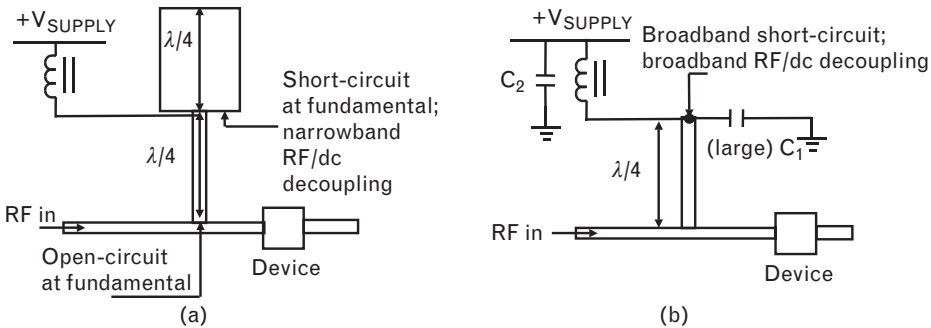 +VSUPPLY
λ/4
Short-circuit
at fundamental;
narrowband
RF/dc
decoupling
λ/4
RF in
Open-circuit
at fundamental
Device
(a)
+VSUPPLY
Broadband short-circuit;
broadband RF/dc decoupling
C2
(large) C1
λ/4
RF in
Device
(b)